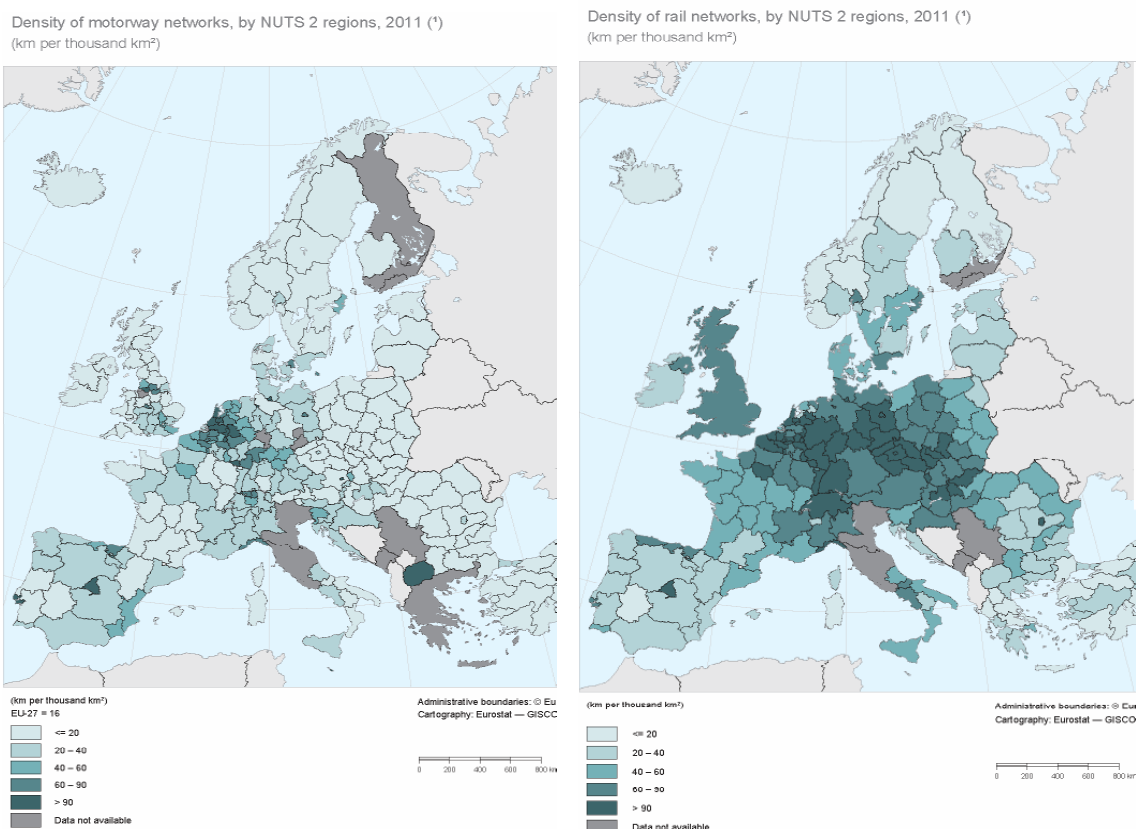 Density of motorway networks, by NUTS 2 regions, 2011 (¹)
(km per thousand km²)
(km per thousand km²)
EU-27 = 16
<= 20
20 – 40
40 – 60
60 – 90
> 90
Data not available
Administrative boundaries: © Eu
Cartography: Eurostat — GISCO
0 200 400 600 800 km
Density of rail networks, by NUTS 2 regions, 2011 (¹)
(km per thousand km²)
(km per thousand km²)
<= 20
20 – 40
40 – 60
60 – 90
> 90
Data not available
Administrative boundaries: © Eu
Cartography: Eurostat — GISCO
0 200 400 600 800 km